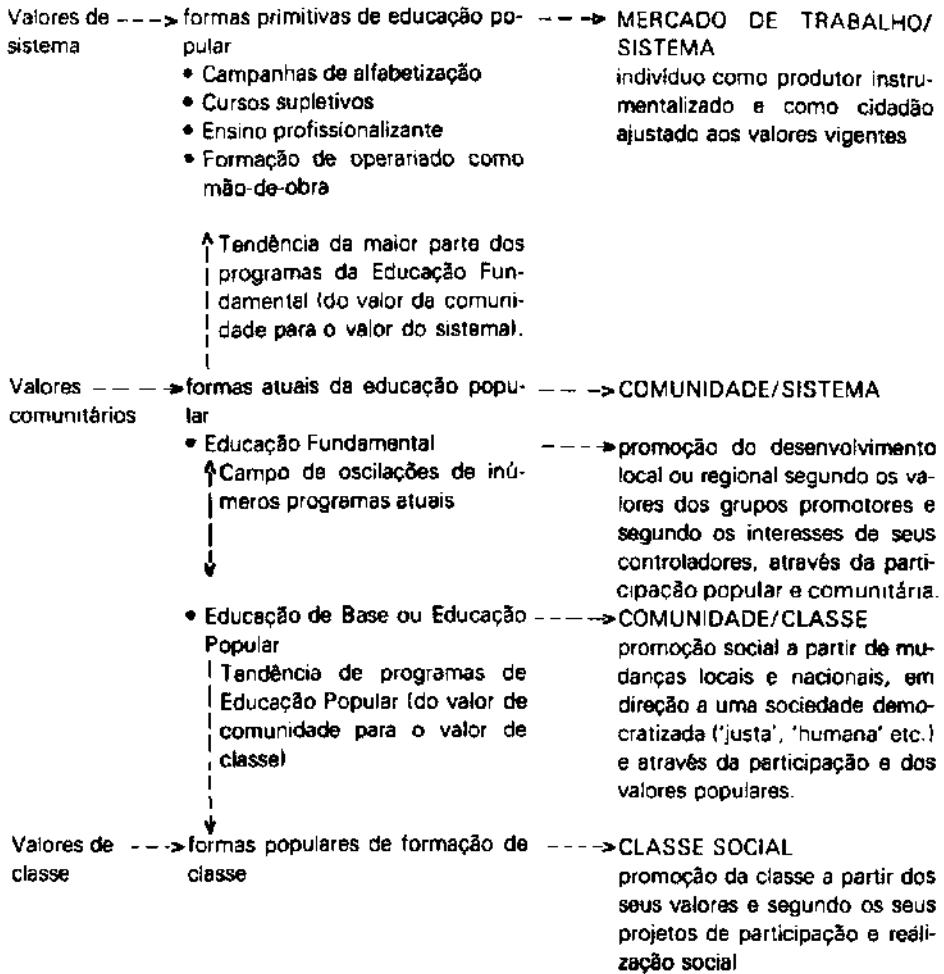 Valores de
sistema
formas primitivas de educação po-
pular
• Campanhas de alfabetização
• Cursos supletivos
• Ensino profissionalizante
• Formação de operariado como
mão-de-obra
MERCADO DE TRABALHO/
SISTEMA
indivíduo como produtor instru-
mentalizado e como cidadão
ajustado aos valores vigentes
Tendência da maior parte dos
programas da Educação Fun-
damental (do valor da comuni-
dade para o valor do sistema).
Valores
comunitários
formas atuais da educação popu-
lar
• Educação Fundamental
Campo de oscilações de inú-
meros programas atuais
COMUNIDADE/SISTEMA
promoção do desenvolvimento
local ou regional segundo os va-
lores dos grupos promotores e
segundo os interesses de seus
controladores, através da parti-
cipação popular e comunitária.
• Educação de Base ou Educação
Popular
Tendência de programas de
Educação Popular (do valor de
comunidade para o valor de
classe)
COMUNIDADE/CLASSE
promoção social a partir de mu-
danças locais e nacionais, em
direção a uma sociedade demo-
cratizada ('justa', 'humana' etc.)
e através da participação e dos
valores populares.
Valores de
classe
formas populares de formação de
classe
CLASSE SOCIAL
promoção da classe a partir dos
seus valores e segundo os seus
projetos de participação e reali-
zação social